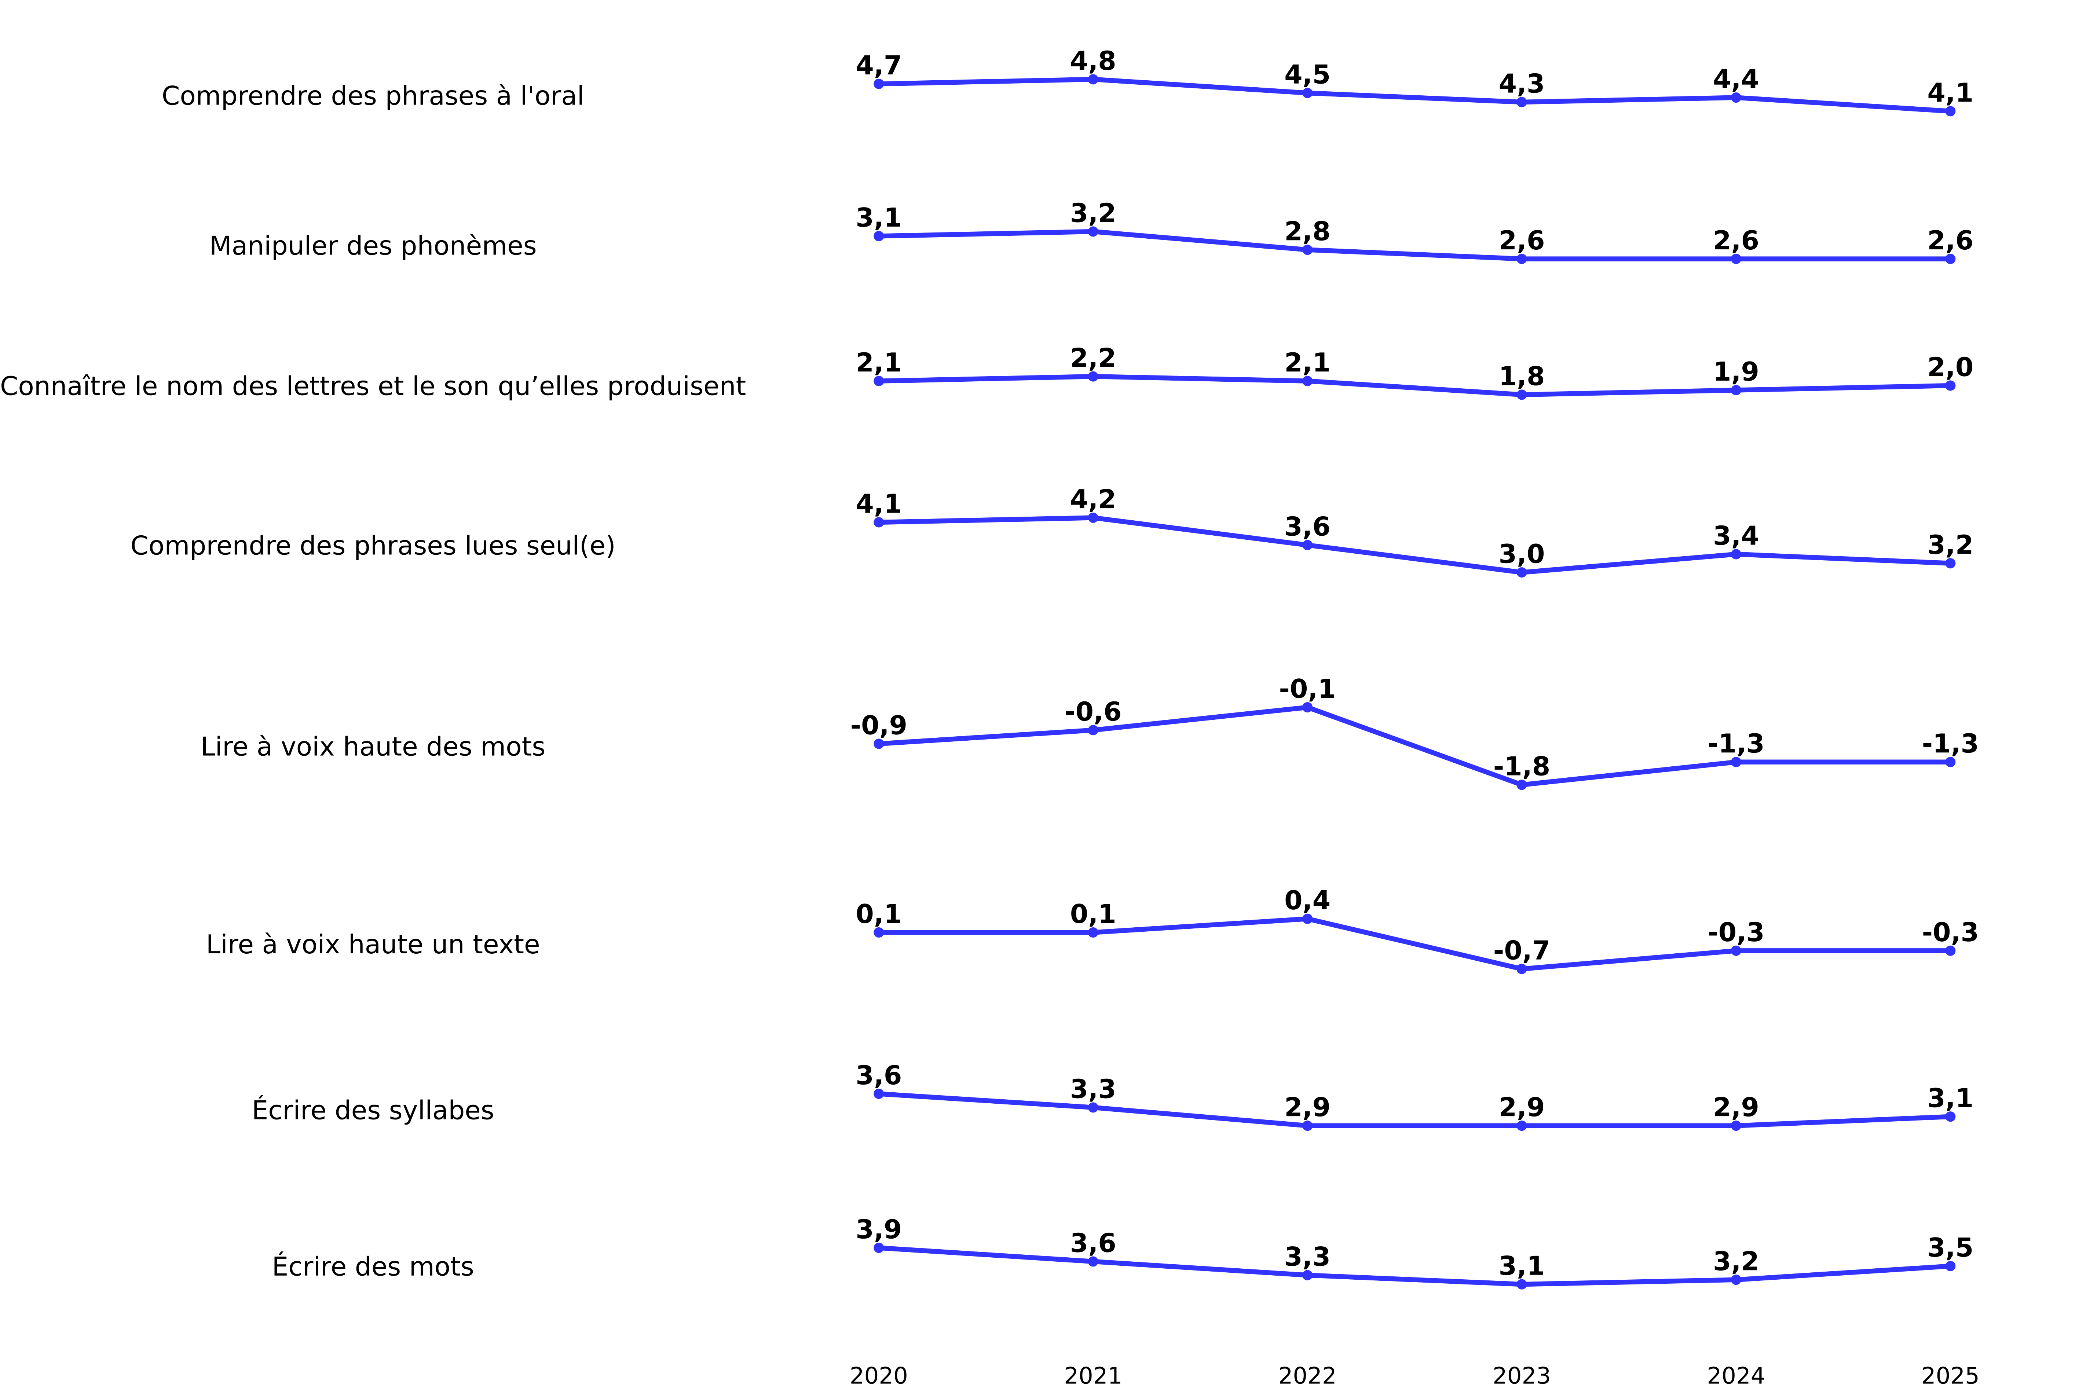 4,7 4,8 4,5 4,3 4,4 4,1
Comprendre des phrases à l'oral
3,1 3,2 2,8 2,6 2,6 2,6
Manipuler des phonèmes
2,1 2,2 2,1 1,8 1,9 2,0
Connaître le nom des lettres et le son qu’elles produisent
4,1 4,2 3,6 3,0 3,4 3,2
Comprendre des phrases lues seul(e)
-0,9 -0,6 -0,1 -1,8 -1,3 -1,3
Lire à voix haute des mots
0,1 0,1 0,4 -0,7 -0,3 -0,3
Lire à voix haute un texte
3,6 3,3 2,9 2,9 2,9 3,1
Écrire des syllabes
3,9 3,6 3,3 3,1 3,2 3,5
Écrire des mots
2020 2021 2022 2023 2024 2025